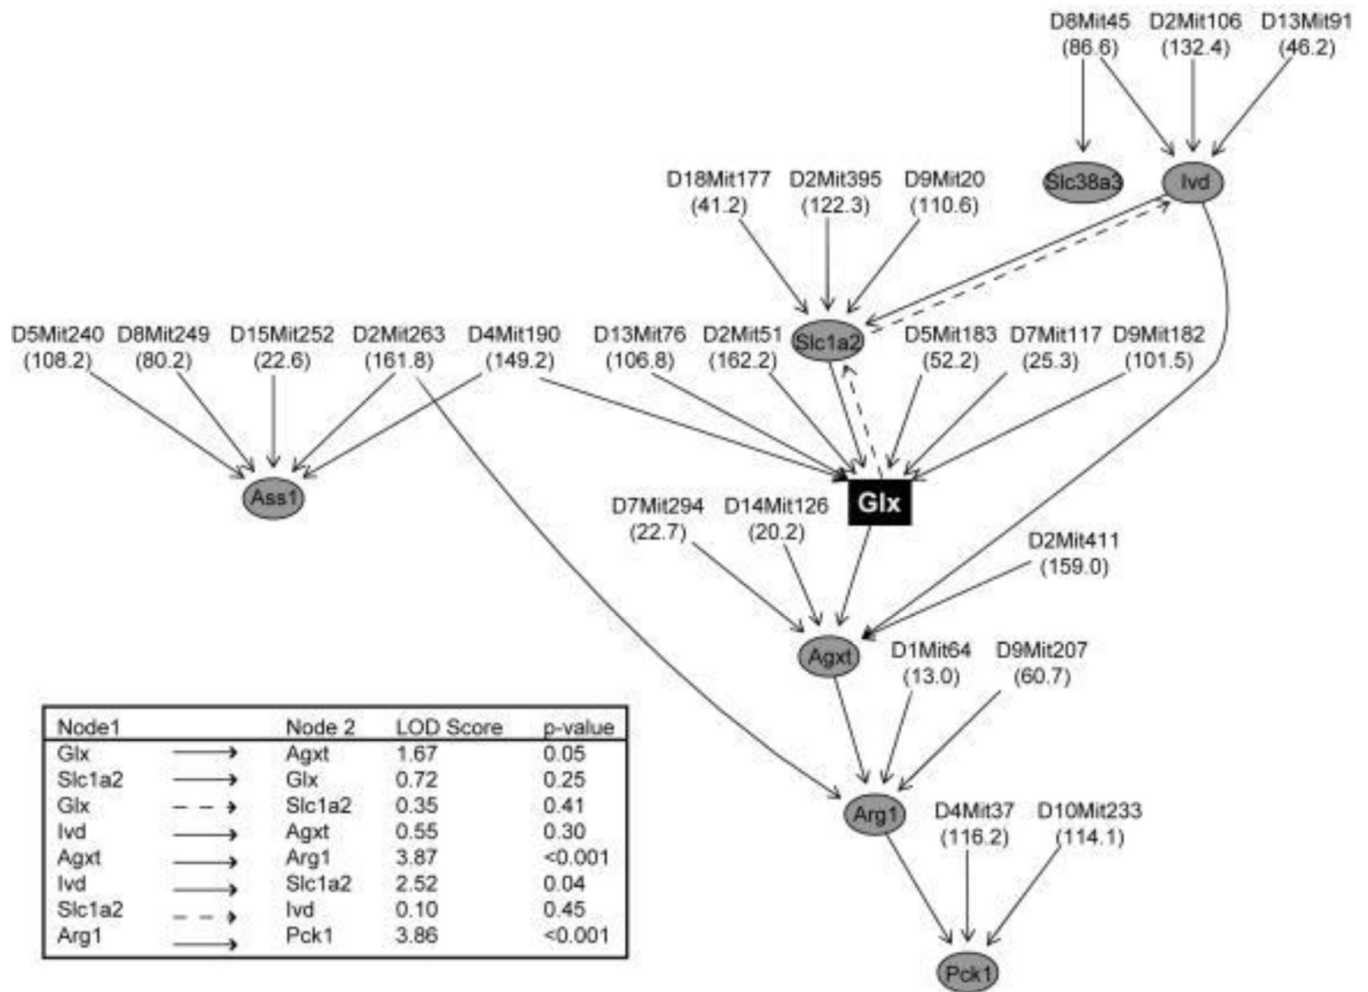 D8Mit45 D2Mit106 D13Mit91
(86.6) (132.4) (46.2)
Slc38a3 Ivd
D18Mit177 D2Mit395 D9Mit20
(41.2) (122.3) (110.6)
D5Mit240 D8Mit249 D15Mit252 D2Mit263 D4Mit190 D13Mit76 D2Mit51 Slc1a2 D5Mit183 D7Mit117 D9Mit182
(108.2) (80.2) (22.6) (161.8) (149.2) (106.8) (162.2) (52.2) (25.3) (101.5)
Ass1 Glx
D7Mit294 D14Mit126
(22.7) (20.2)
D2Mit411
(159.0)
Agxt
D1Mit64 D9Mit207
(13.0) (60.7)
Arg1
D4Mit37 D10Mit233
(116.2) (114.1)
Pck1
Node1 Node 2 LOD Score p-value
Glx Agxt 1.67 0.05
Slc1a2 Glx 0.72 0.25
Glx Slc1a2 0.35 0.41
Ivd Agxt 0.55 0.30
Agxt Arg1 3.87 <0.001
Ivd Slc1a2 2.52 0.04
Slc1a2 Ivd 0.10 0.45
Arg1 Pck1 3.86 <0.001